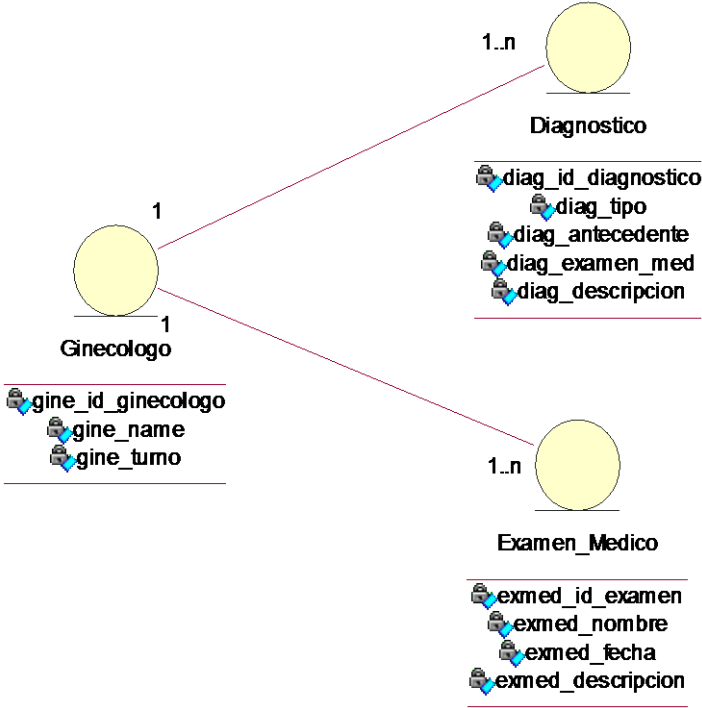 1..n
Diagnostico
diag_id_diagnostico
diag_tipo
diag_antecedente
diag_examen_med
diag_descripcion
1
1
Ginecologo
gine_id_ginecologo
gine_name
gine_turno
1..n
Examen_Medico
exmed_id_examen
exmed_nombre
exmed_fecha
exmed_descripcion